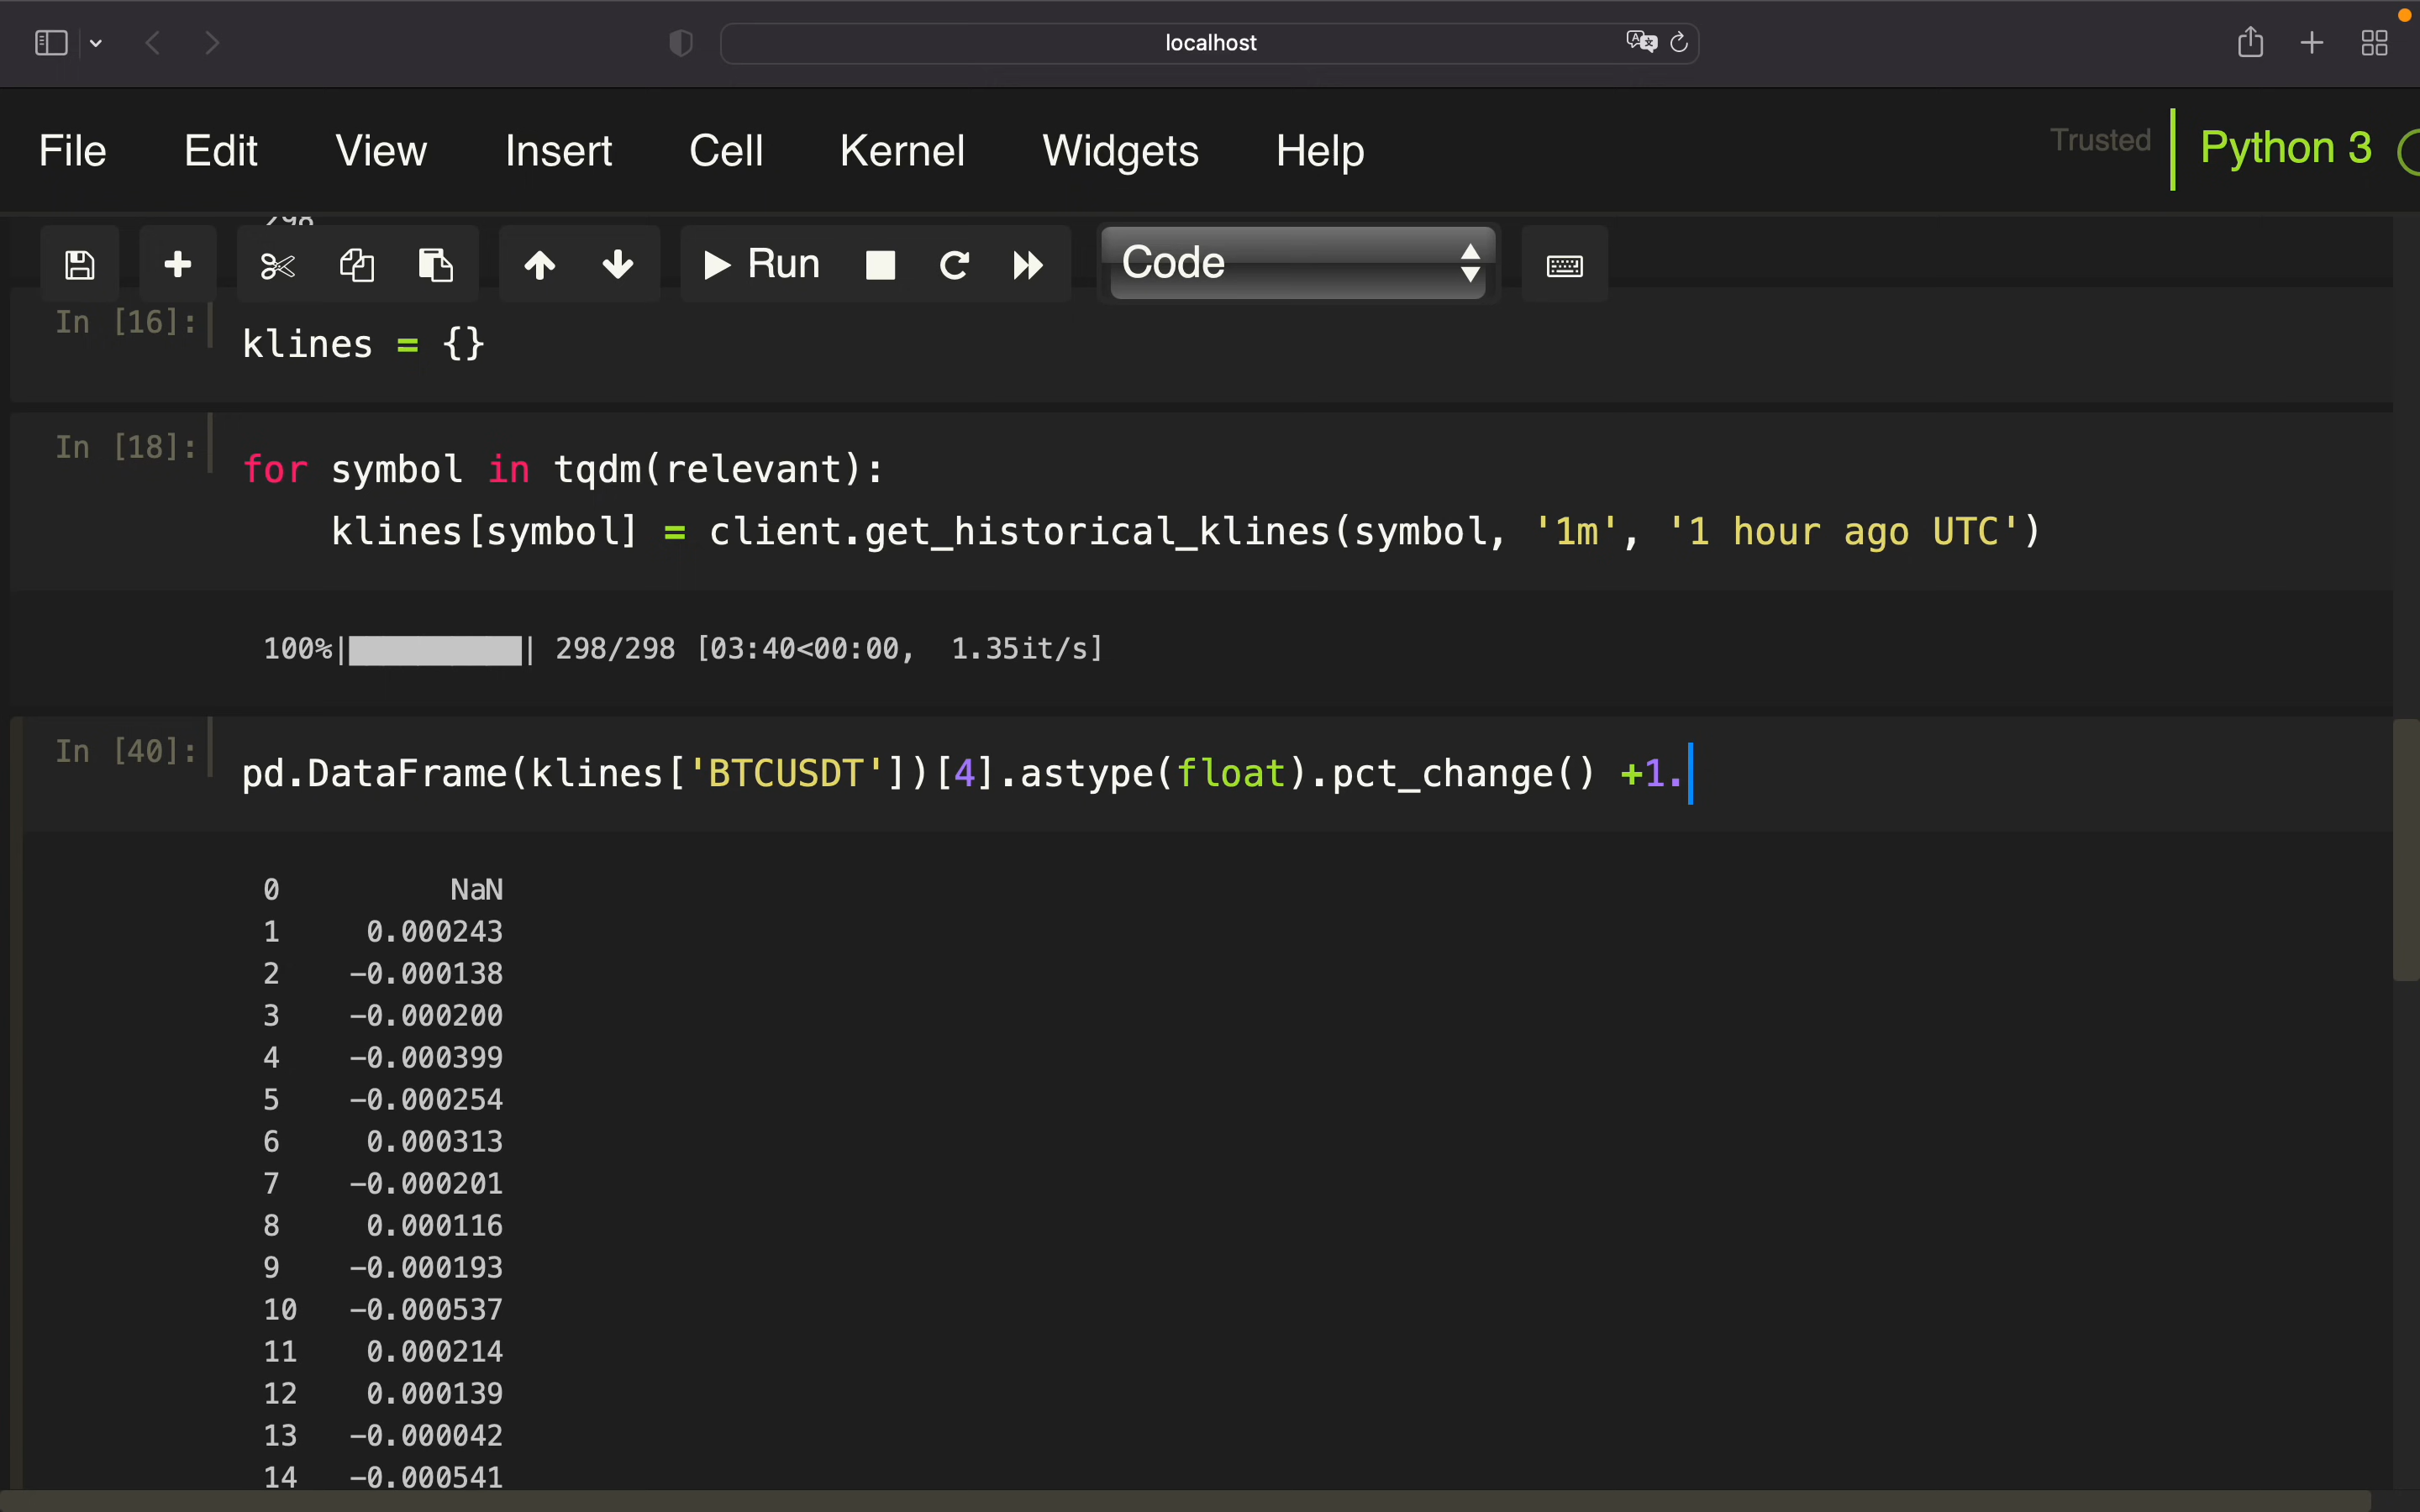 localhost
File Edit View Insert Cell Kernel Widgets Help Trusted Python 3
298
Run Code
In [16]: klines = {}
In [18]: for symbol in tqdm(relevant):
klines[symbol] = client.get_historical_klines(symbol, '1m', '1 hour ago UTC')
100%|██████████| 298/298 [03:40<00:00,  1.35it/s]
In [40]: pd.DataFrame(klines['BTCUSDT'])[4].astype(float).pct_change() +1.
0 NaN
1 0.000243
2 -0.000138
3 -0.000200
4 -0.000399
5 -0.000254
6 0.000313
7 -0.000201
8 0.000116
9 -0.000193
10 -0.000537
11 0.000214
12 0.000139
13 -0.000042
14 -0.000541